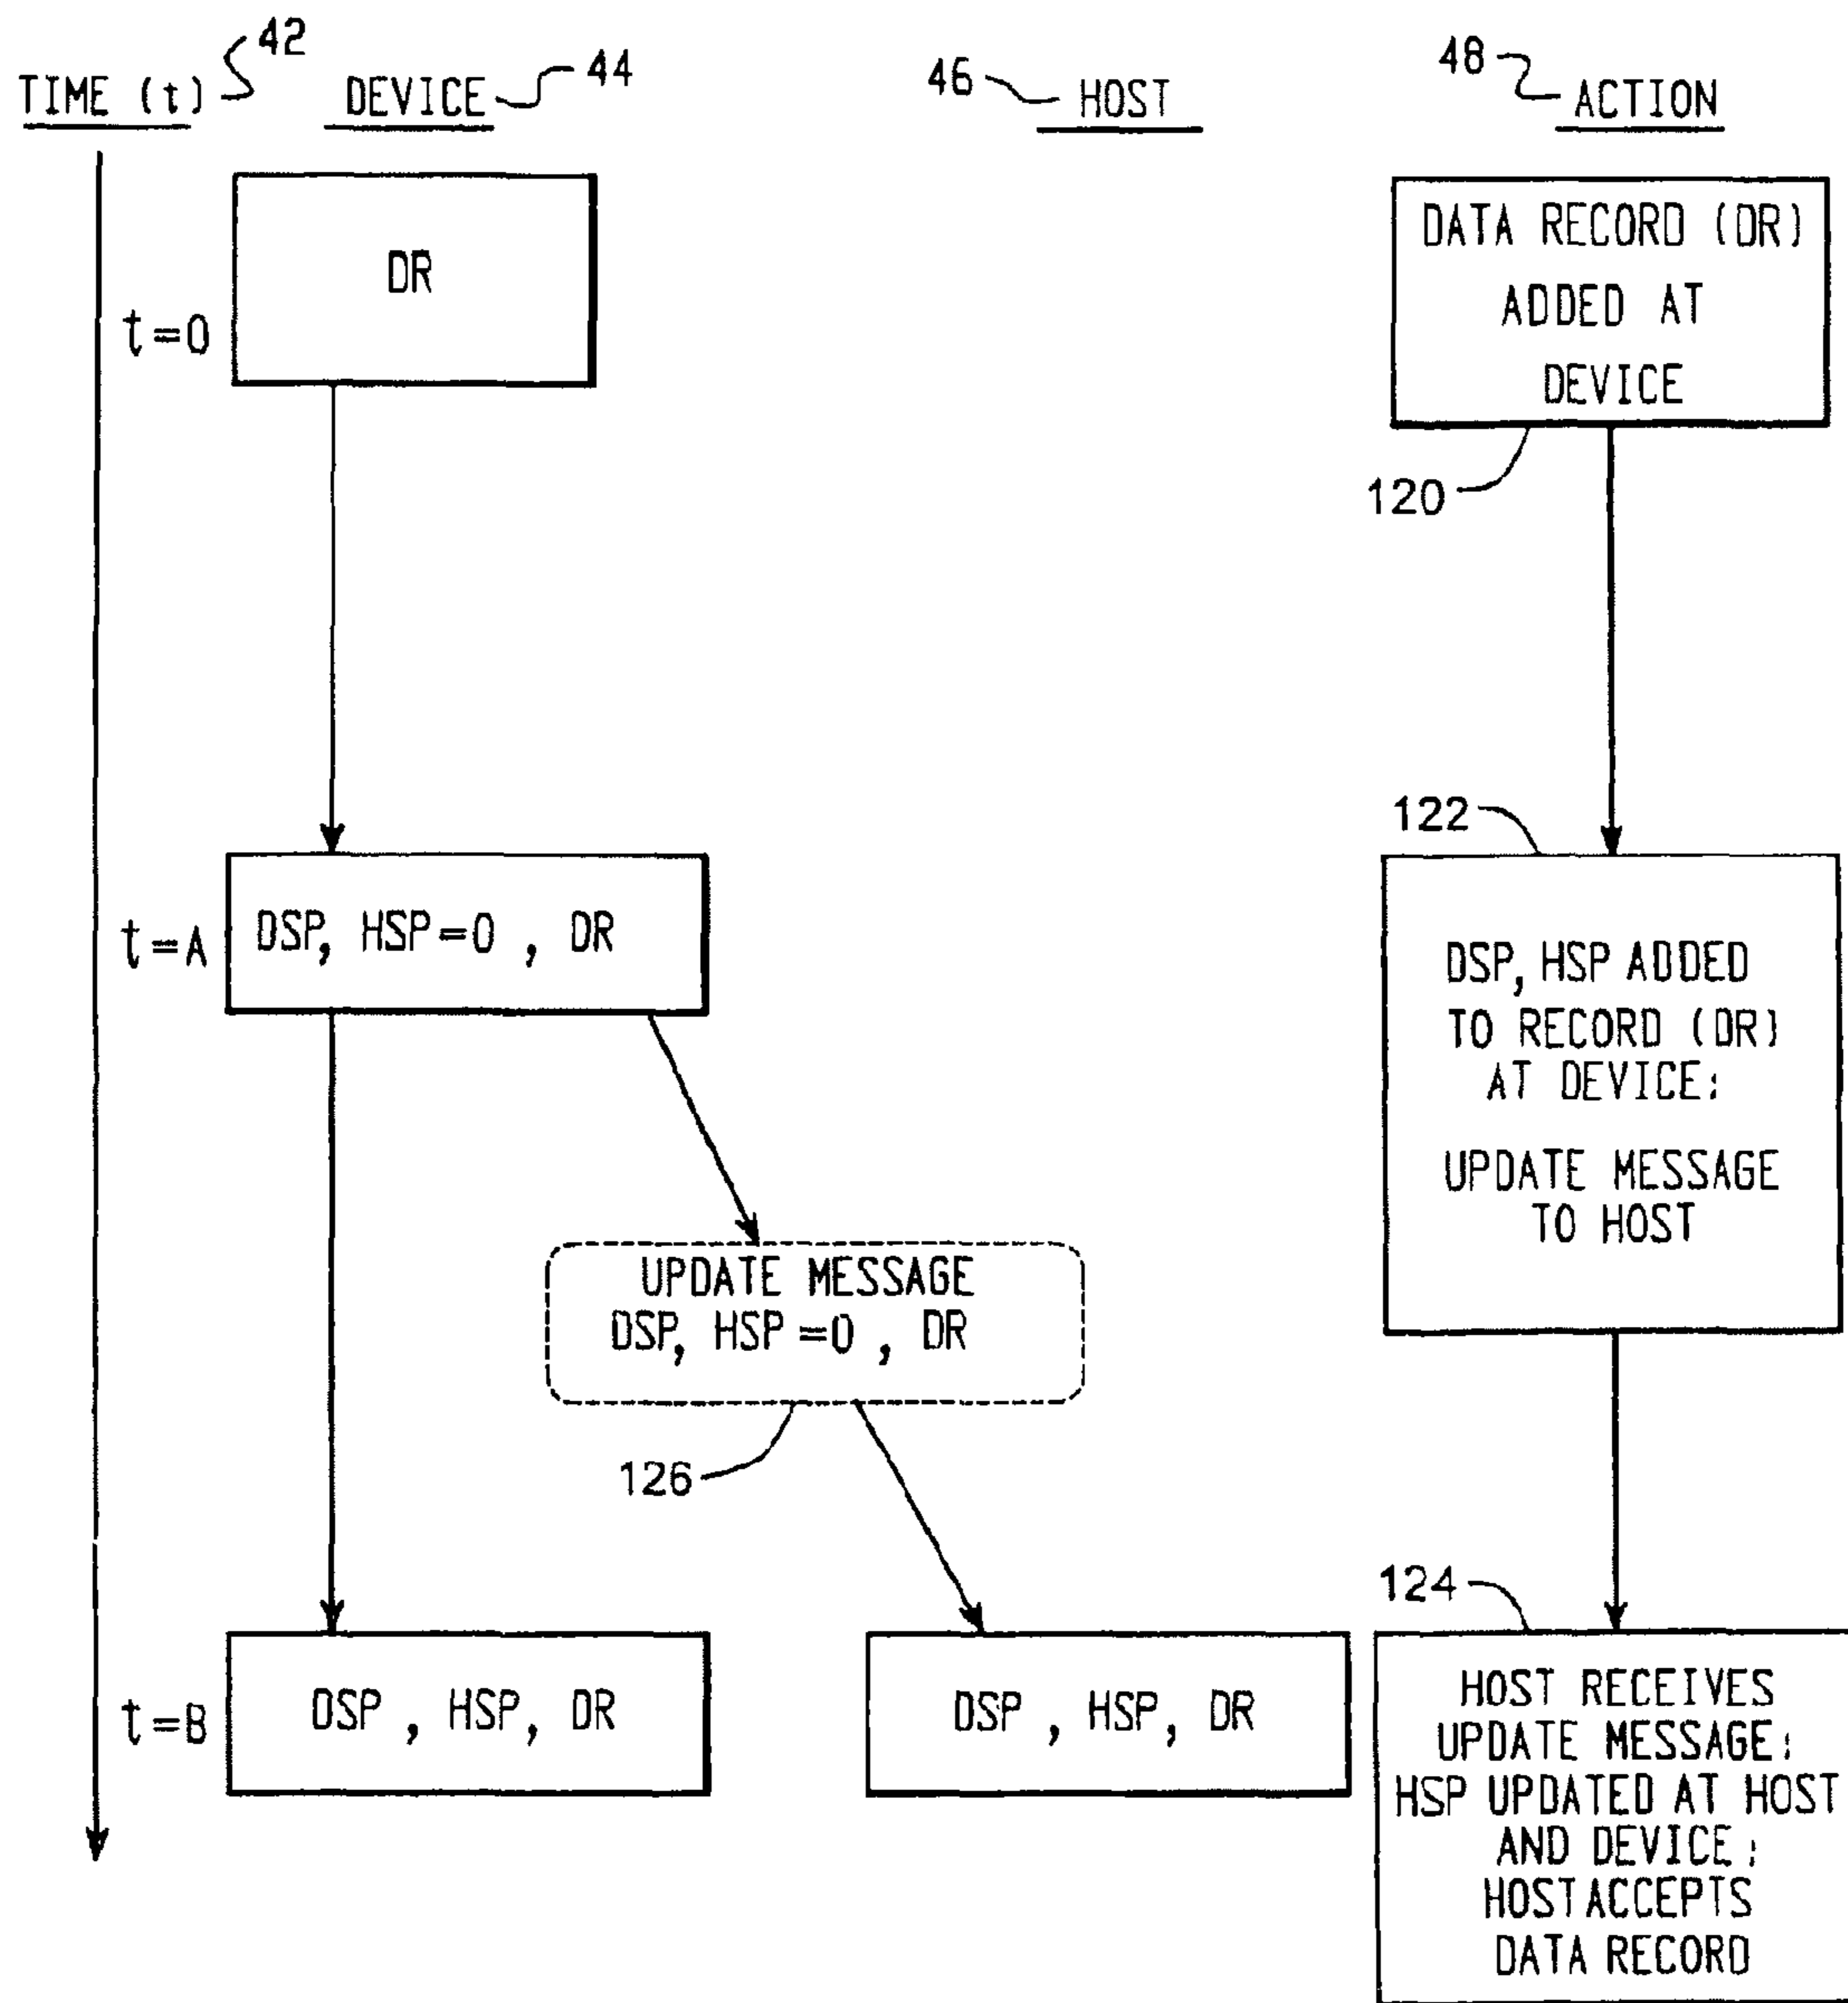 42
44
46
48
TIME (t)
DEVICE
HOST
ACTION
DR
t=0
DATA RECORD (DR)
ADDED AT
DEVICE
120
122
t=A
DSP, HSP=0 , DR
DSP, HSP ADDED
TO RECORD (DR)
AT DEVICE;
UPDATE MESSAGE
TO HOST
UPDATE MESSAGE
DSP, HSP=0 , DR
126
124
t=B
DSP , HSP, DR
DSP , HSP, DR
HOST RECEIVES
UPDATE MESSAGE;
HSP UPDATED AT HOST
AND DEVICE;
HOST ACCEPTS
DATA RECORD